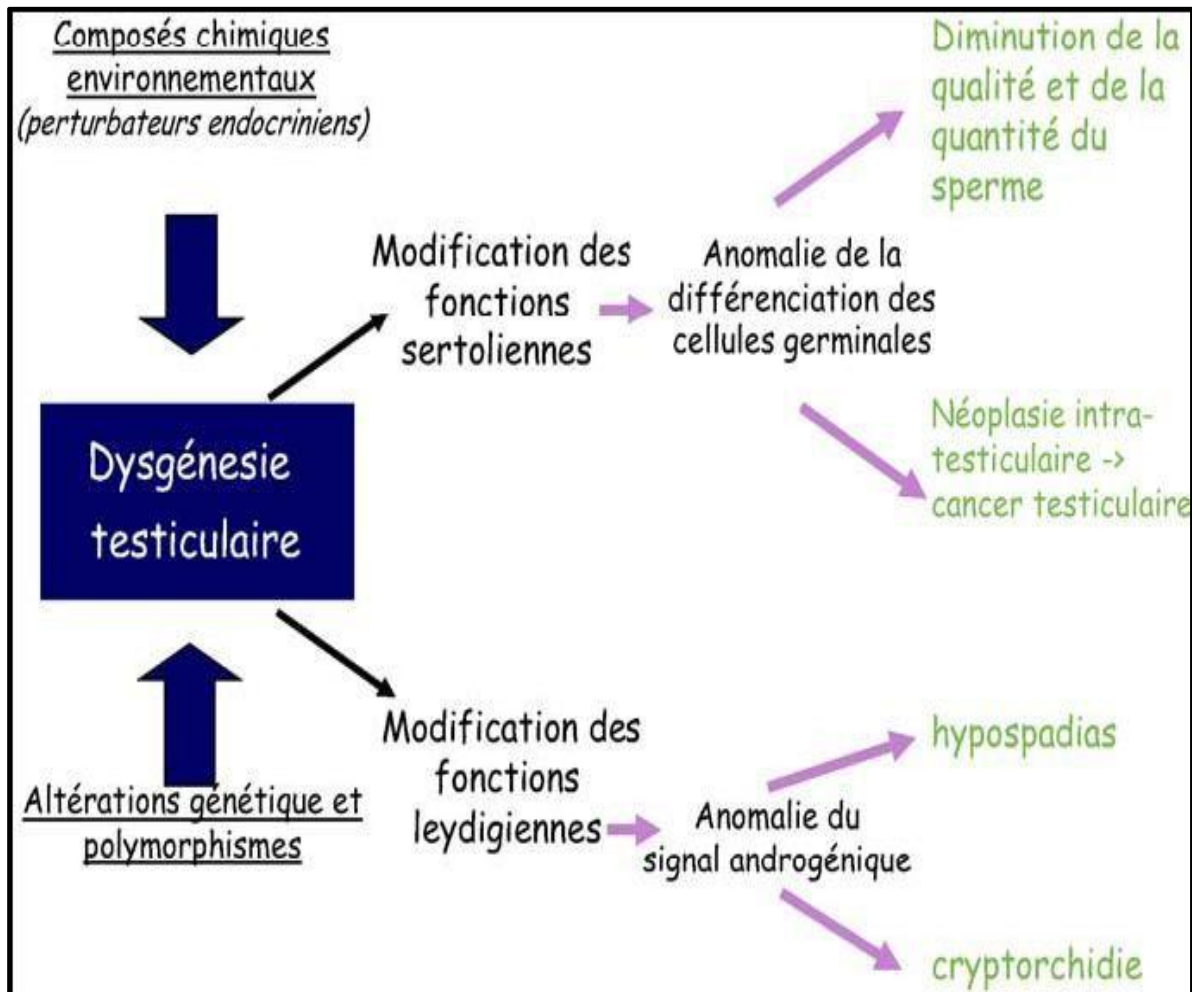 Composés chimiques
environnementaux
(perturbateurs endocriniens)
Diminution de la
qualité et de la
quantité du
sperme
Modification des
fonctions
sertoliennes
Anomalie de la
différenciation des
cellules germinales
Néoplasie intra-
testiculaire ->
cancer testiculaire
Dysgénésie
testiculaire
Altérations génétique et
polymorphismes
Modification des
fonctions
leydigiennes
Anomalie du
signal androgénique
hypospadias
cryptorchidie